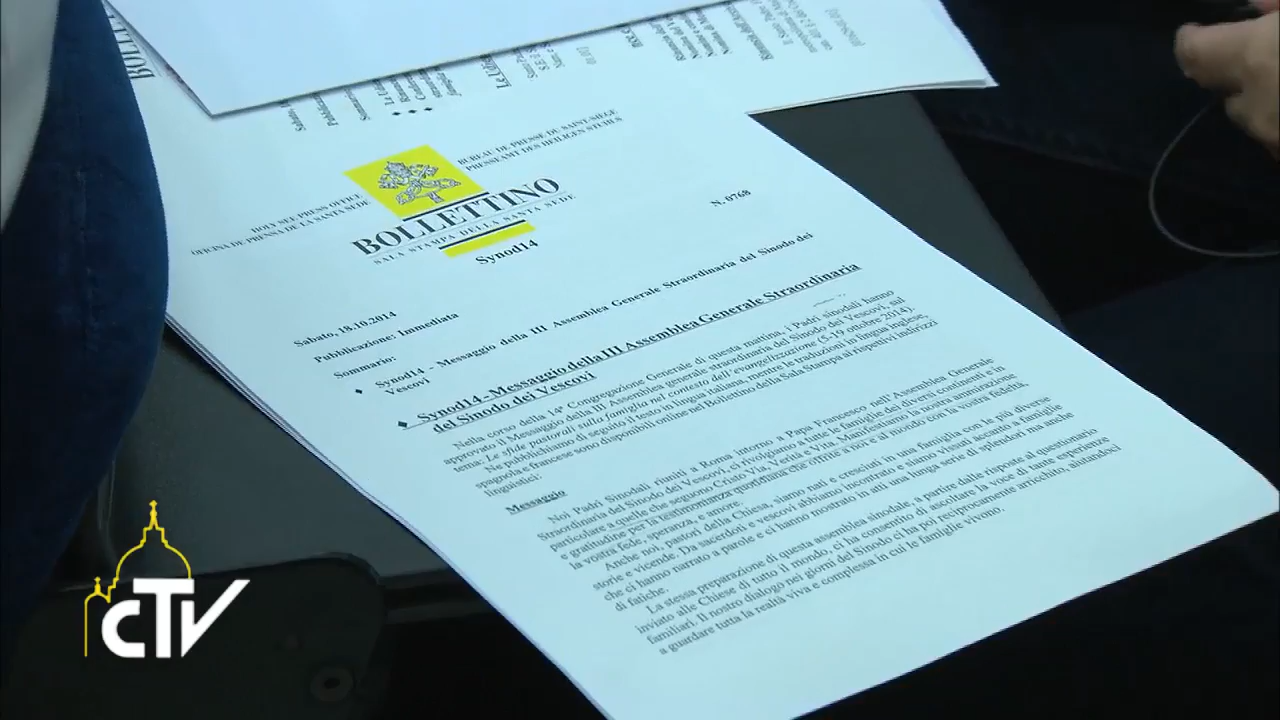 BOLLET
BOLL
HOLY SEE PRESS OFFICE
OFICINA DE PRENSA DE LA SANTA SEDE
BUREAU DE PRESSE DU SAINT-SIÈGE
PRESSEAMT DES HEILIGEN STUHLS
BOLLETTINO
SALA STAMPA DELLA SANTA SEDE
Synod14
N. 0768
Sabato, 18.10.2014
Pubblicazione: Immediata
Sommario:
♦ Synod14 - Messaggio della III Assemblea Generale Straordinaria del Sinodo dei
Vescovi
♦ Synod14 - Messaggio della III Assemblea Generale Straordinaria
del Sinodo dei Vescovi
Nella corso della 14ª Congregazione Generale di questa mattina, i Padri sinodali hanno
approvato il Messaggio della III Assemblea generale straordinaria del Sinodo dei Vescovi, sul
tema: Le sfide pastorali sulla famiglia nel contesto dell'evangelizzazione (5-19 ottobre 2014).
Ne pubblichiamo di seguito il testo in lingua italiana, mentre le traduzioni in lingua inglese,
spagnola e francese sono disponibili online nel Bollettino della Sala Stampa ai rispettivi indirizzi
linguistici:
Messaggio
Noi Padri Sinodali riuniti a Roma intorno a Papa Francesco nell'Assemblea Generale
Straordinaria del Sinodo dei Vescovi, ci rivolgiamo a tutte le famiglie dei diversi continenti e in
particolare a quelle che seguono Cristo Via, Verità e Vita. Manifestiamo la nostra ammirazione
e gratitudine per la testimonianza quotidiana che offrite a noi e al mondo con la vostra fedeltà,
la vostra fede, speranza, e amore.
Anche noi, pastori della Chiesa, siamo nati e cresciuti in una famiglia con le più diverse
storie e vicende. Da sacerdoti e vescovi abbiamo incontrato e siamo vissuti accanto a famiglie
che ci hanno narrato a parole e ci hanno mostrato in atti una lunga serie di splendori ma anche
di fatiche.
La stessa preparazione di questa assemblea sinodale, a partire dalle risposte al questionario
inviato alle Chiese di tutto il mondo, ci ha consentito di ascoltare la voce di tante esperienze
familiari. Il nostro dialogo nei giorni del Sinodo ci ha poi reciprocamente arricchito, aiutandoci
a guardare tutta la realtà viva e complessa in cui le famiglie vivono.
CTV